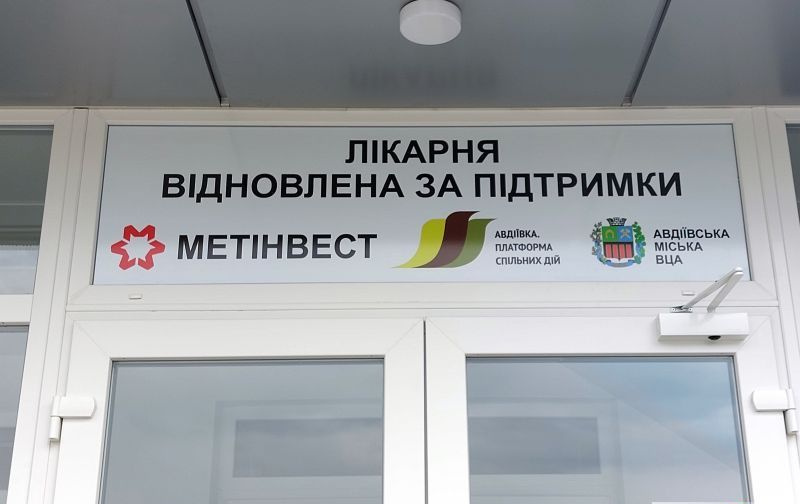 ЛІКАРНЯ
ВІДНОВЛЕНА ЗА ПІДТРИМКИ
МЕТІНВЕСТ
АВДІЇВКА.
ПЛАТФОРМА
СПІЛЬНИХ ДІЙ
АВДІЇВСЬКА
МІСЬКА
ВЦА